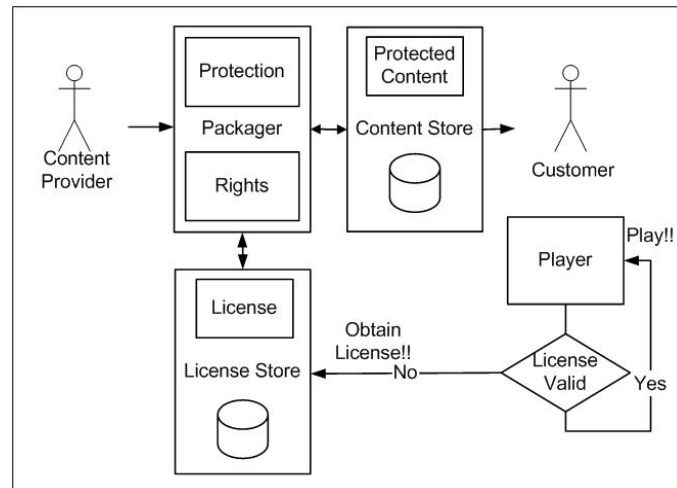 Protection
Packager
Rights
Protected
Content
Content Store
Content
Provider
Customer
License
License Store
Obtain
License!!
No
Player
Play!!
License
Valid
Yes